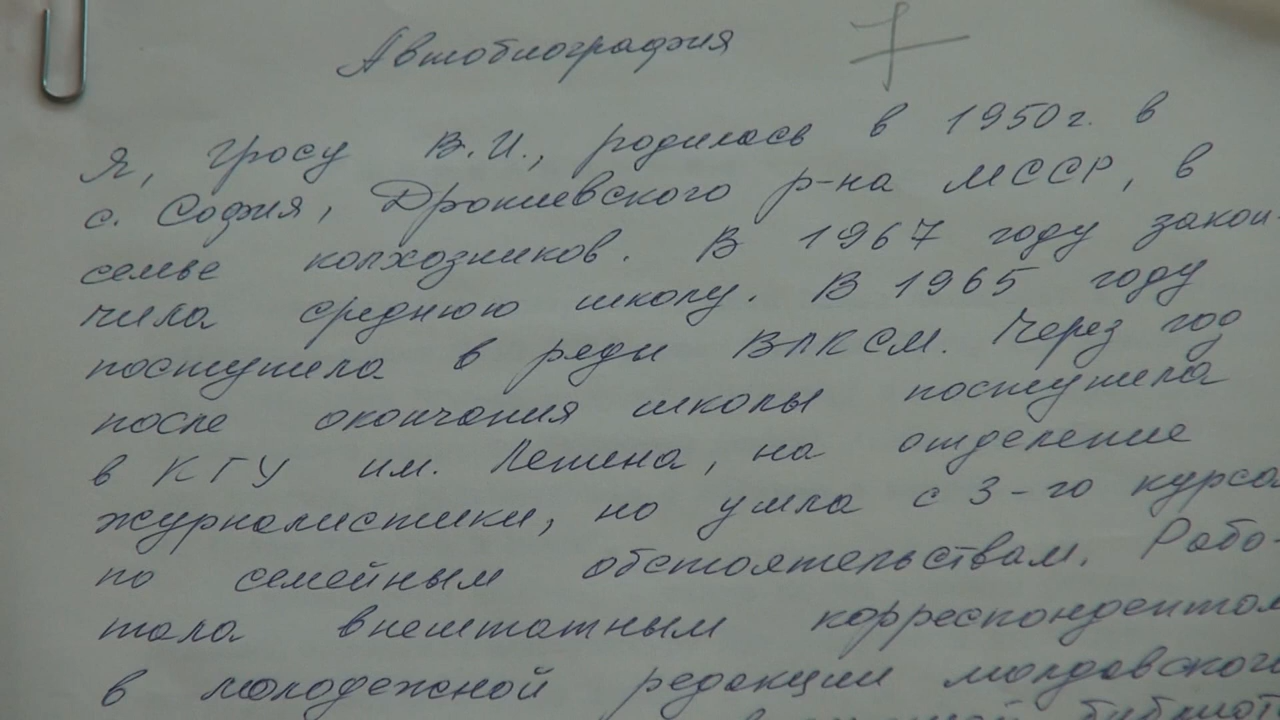 Автобиография
Я, Гросу В.И., родилась в 1950г. в
с. София, Дрокиевского р-на МССР, в
семье колхозников. В 1967 году закон-
чила среднюю школу. В 1965 году
поступила в ряды ВЛКСМ. Через год
после окончания школы поступила
в КГУ им. Ленина, на отделение
журналистики, но ушла с 3-го курса
по семейным обстоятельствам. Рабо-
тала внештатным корреспондентом
в молодежной редакции молдавского